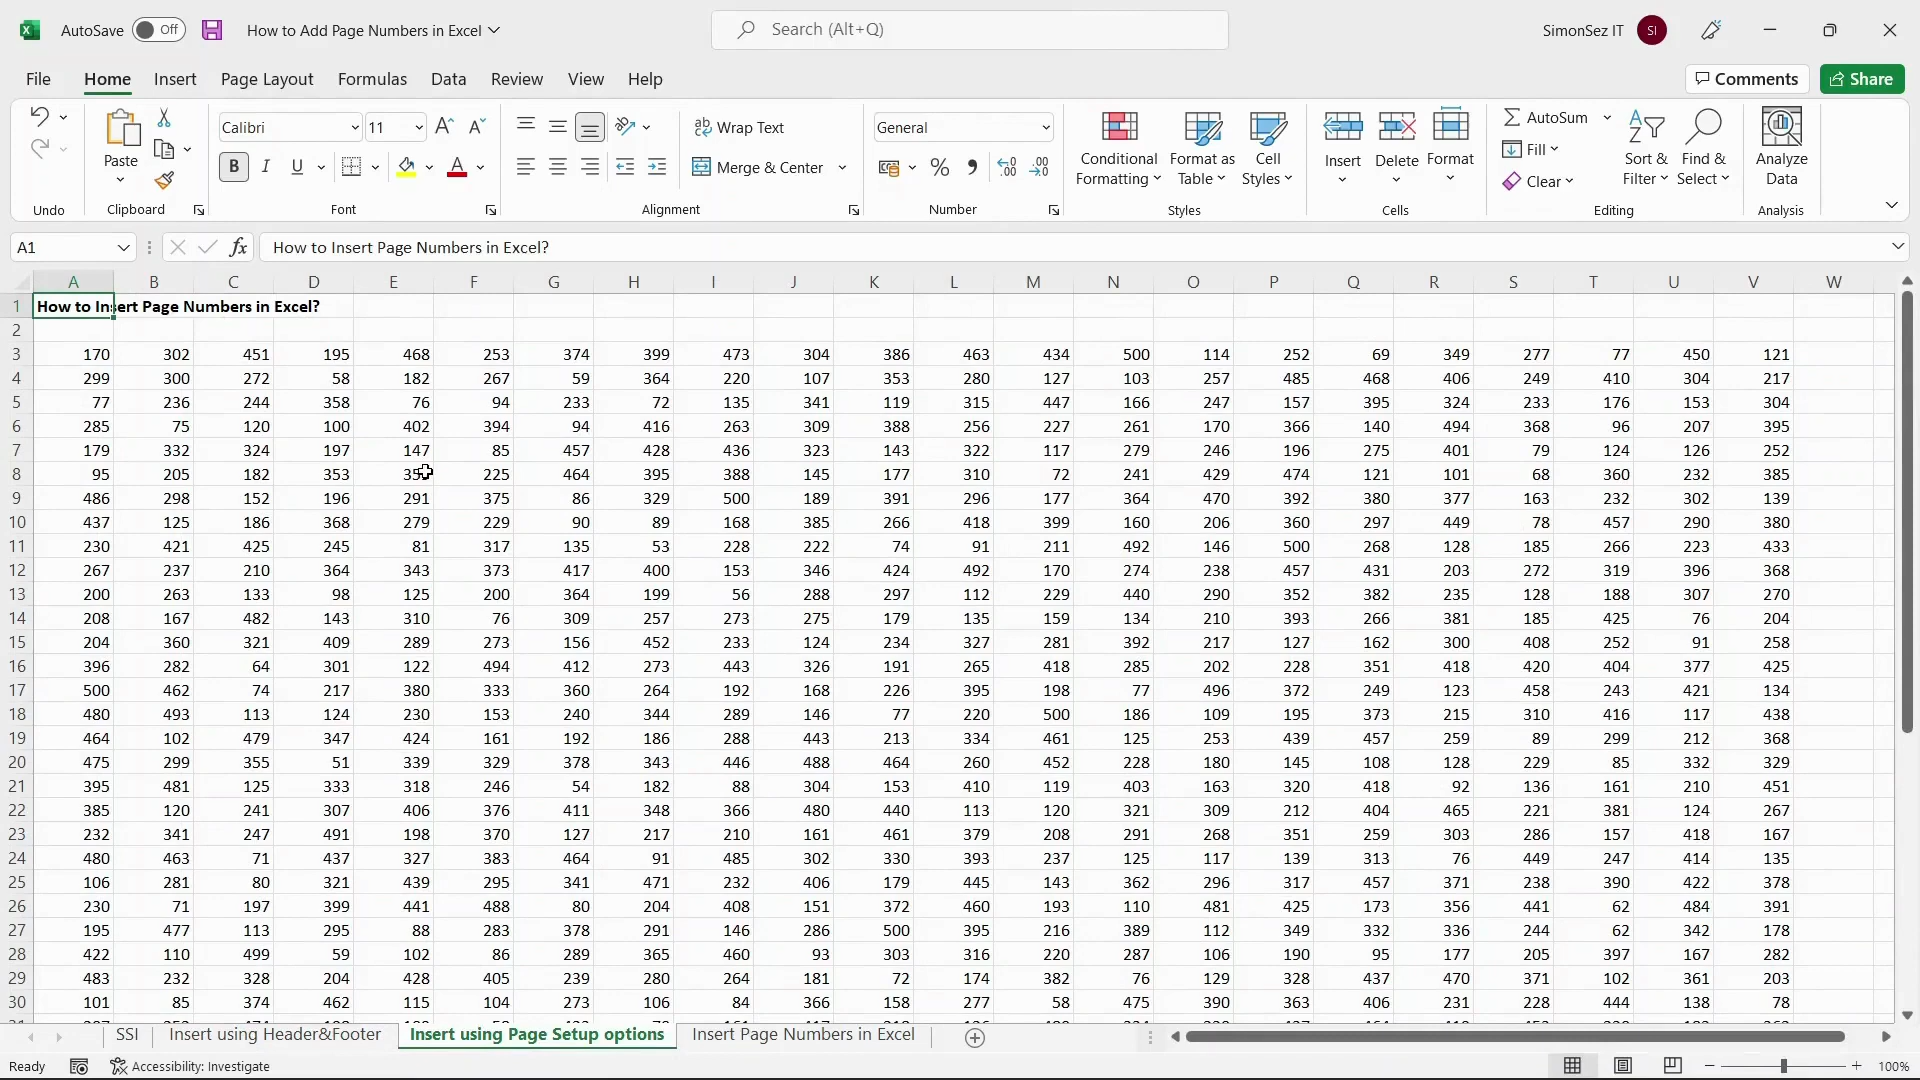 AutoSave Off How to Add Page Numbers in Excel Search (Alt+Q) SimonSez IT SI
File Home Insert Page Layout Formulas Data Review View Help Comments Share
Undo
Paste
Clipboard
Calibri 11
B I U A
Font
Wrap Text
Merge & Center
Alignment
General
Number
Conditional Formatting
Format as Table
Cell Styles
Styles
Insert
Delete
Format
Cells
AutoSum
Fill
Clear
Sort & Filter
Find & Select
Editing
Analyze Data
Analysis
A1 fx How to Insert Page Numbers in Excel?
A B C D E F G H I J K L M N O P Q R S T U V W
1 How to Insert Page Numbers in Excel?
2
3 170 302 451 195 468 253 374 399 473 304 386 463 434 500 114 252 69 349 277 77 450 121
4 299 300 272 58 182 267 59 364 220 107 353 280 127 103 257 485 468 406 249 410 304 217
5 77 236 244 358 76 94 233 72 135 341 119 315 447 166 247 157 395 324 233 176 153 304
6 285 75 120 100 402 394 94 416 263 309 388 256 227 261 170 366 140 494 368 96 207 395
7 179 332 324 197 147 85 457 428 436 323 143 322 117 279 246 196 275 401 79 124 126 252
8 95 205 182 353 225 464 395 388 145 177 310 72 241 429 474 121 101 68 360 232 385
9 486 298 152 196 291 375 86 329 500 189 391 296 177 364 470 392 380 377 163 232 302 139
10 437 125 186 368 279 229 90 89 168 385 266 418 399 160 206 360 297 449 78 457 290 380
11 230 421 425 245 81 317 135 53 228 222 74 91 211 492 146 500 268 128 185 266 223 433
12 267 237 210 364 343 373 417 400 153 346 424 492 170 274 238 457 431 203 272 319 396 368
13 200 263 133 98 125 200 364 199 56 288 297 112 229 440 290 352 382 235 128 188 307 270
14 208 167 482 143 310 76 309 257 273 275 179 135 159 134 210 393 266 381 185 425 76 204
15 204 360 321 409 289 273 156 452 233 124 234 327 281 392 217 127 162 300 408 252 91 258
16 396 282 64 301 122 494 412 273 443 326 191 265 418 285 202 228 351 418 420 404 377 425
17 500 462 74 217 380 333 360 264 192 168 226 395 198 77 496 372 249 123 458 243 421 134
18 480 493 113 124 230 153 240 344 289 146 77 220 500 186 109 195 373 215 310 416 117 438
19 464 102 479 347 424 161 192 186 288 443 213 334 461 125 253 439 457 259 89 299 212 368
20 475 299 355 51 339 329 378 343 446 488 464 260 452 228 180 145 108 128 229 85 332 329
21 395 481 125 333 318 246 54 182 88 304 153 410 119 403 163 320 418 92 136 161 210 451
22 385 120 241 307 406 376 411 348 366 480 440 113 120 321 309 212 404 465 221 381 124 267
23 232 341 247 491 198 370 127 217 210 161 461 379 208 291 268 351 259 303 286 157 418 167
24 480 463 71 437 327 383 464 91 485 302 330 393 237 125 117 139 313 76 449 247 414 135
25 106 281 80 321 439 295 341 471 232 406 179 445 143 362 296 317 457 371 238 390 422 378
26 230 71 197 399 441 488 80 204 408 151 372 460 193 110 481 425 173 356 441 62 484 391
27 195 477 113 295 88 283 378 291 146 286 500 395 216 389 112 349 332 336 244 62 342 178
28 422 110 499 59 102 86 289 365 460 93 303 316 220 287 106 190 95 177 205 397 167 282
29 483 232 328 204 428 405 239 280 264 181 72 174 382 76 129 328 437 470 371 102 361 203
30 101 85 374 462 115 104 273 106 84 366 158 277 58 475 390 363 406 231 228 444 138 78
SSI Insert using Header&Footer Insert using Page Setup options Insert Page Numbers in Excel
Ready Accessibility: Investigate 100%